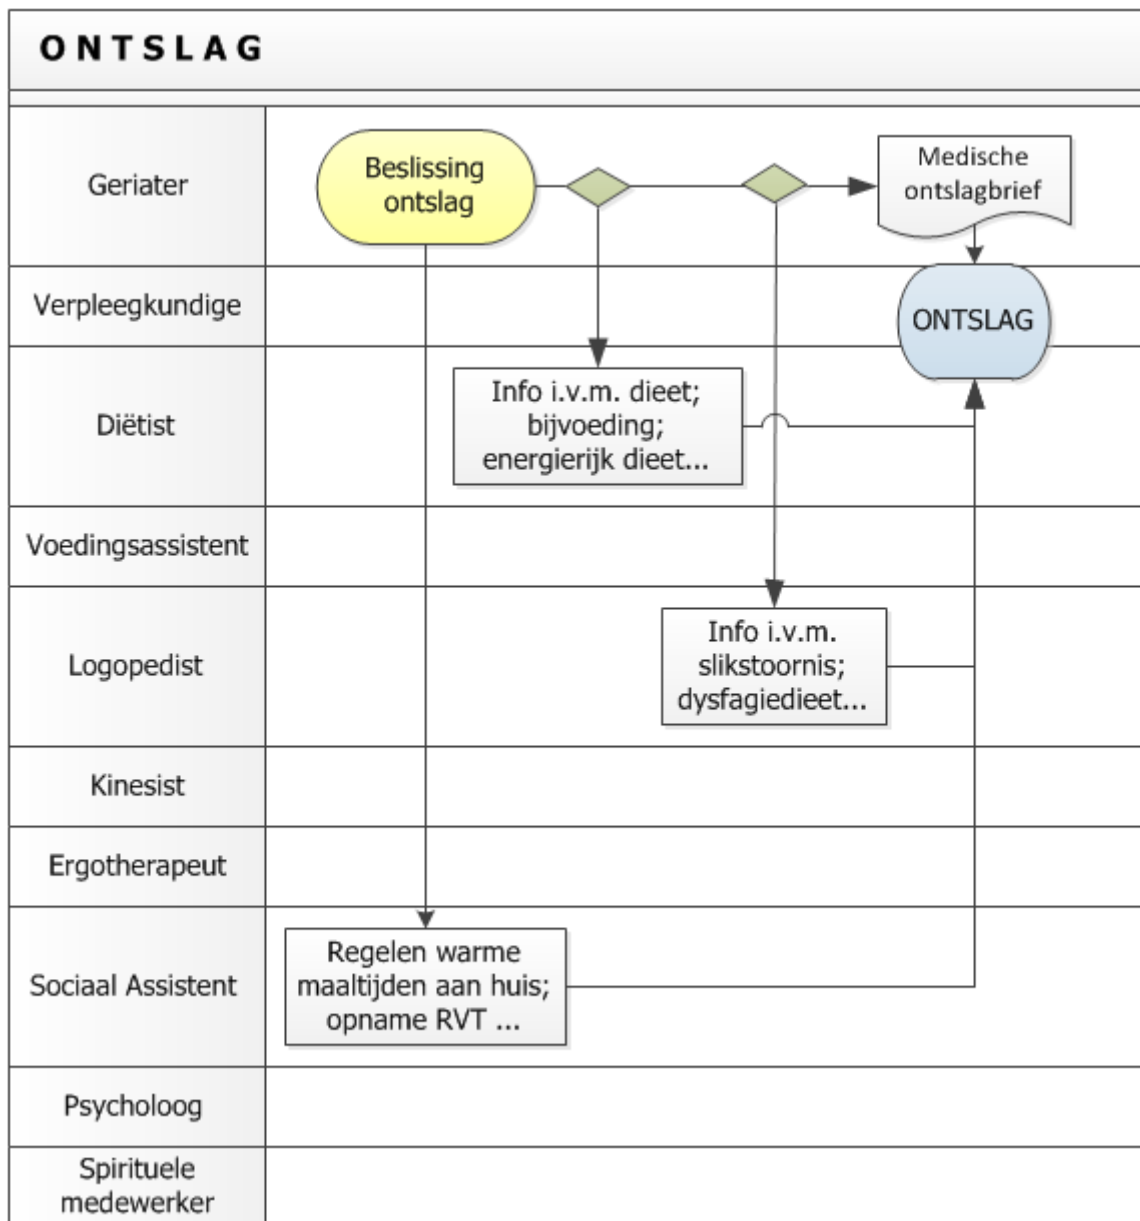 O N T S L A G
Geriater
Beslissing
ontslag
Medische
ontslagbrief
Verpleegkundige
ONTSLAG
Diëtist
Info i.v.m. dieet;
bijvoeding;
energierijk dieet...
Voedingsassistent
Logopedist
Info i.v.m.
slikstoornis;
dysfagiedieet...
Kinesist
Ergotherapeut
Sociaal Assistent
Regelen warme
maaltijden aan huis;
opname RVT ...
Psycholoog
Spirituele
medewerker